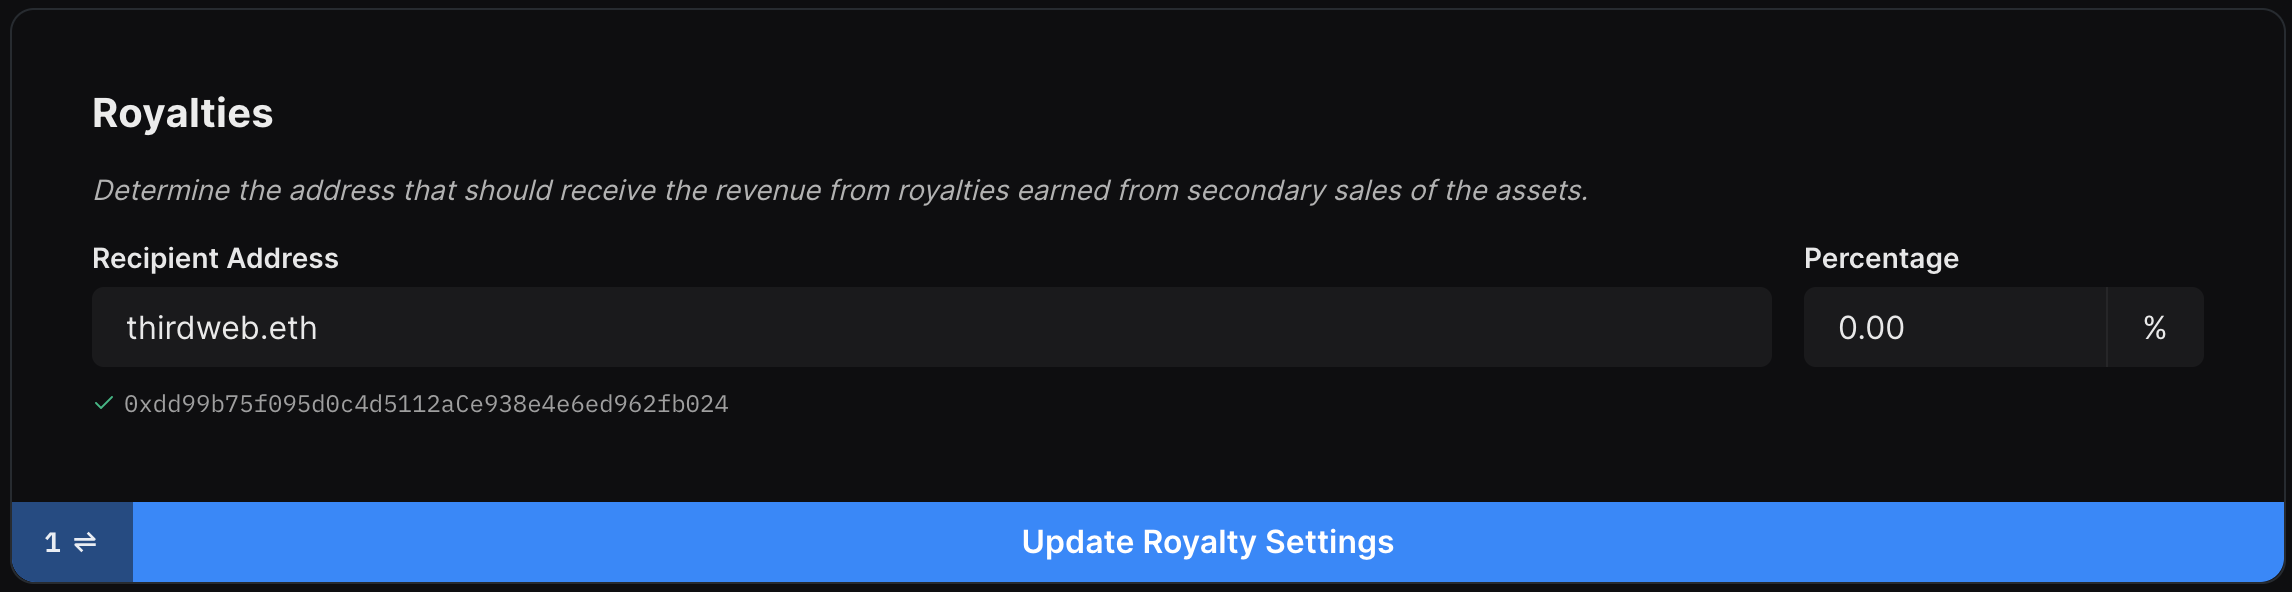 Royalties
Determine the address that should receive the revenue from royalties earned from secondary sales of the assets.
Recipient Address
Percentage
thirdweb.eth
0.00 %
0xdd99b75f095d0c4d5112aCe938e4e6ed962fb024
1 ⇌ Update Royalty Settings